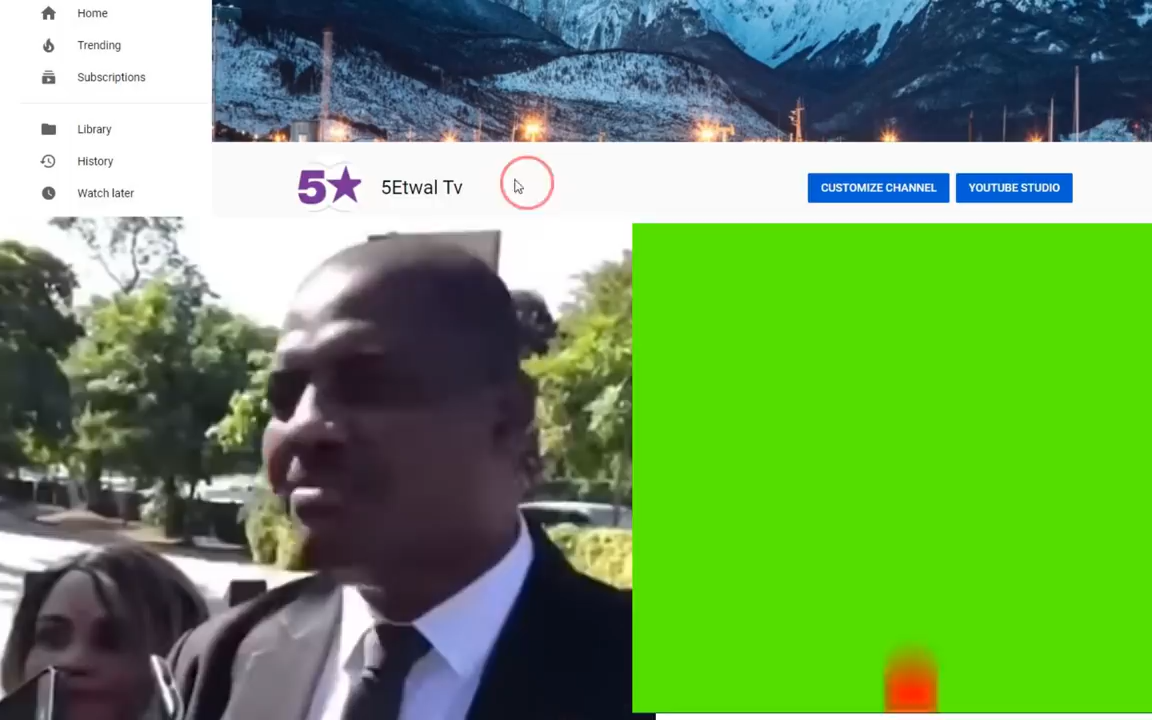 Home
Trending
Subscriptions
Library
History
Watch later
5★
5Etwal Tv
CUSTOMIZE CHANNEL
YOUTUBE STUDIO